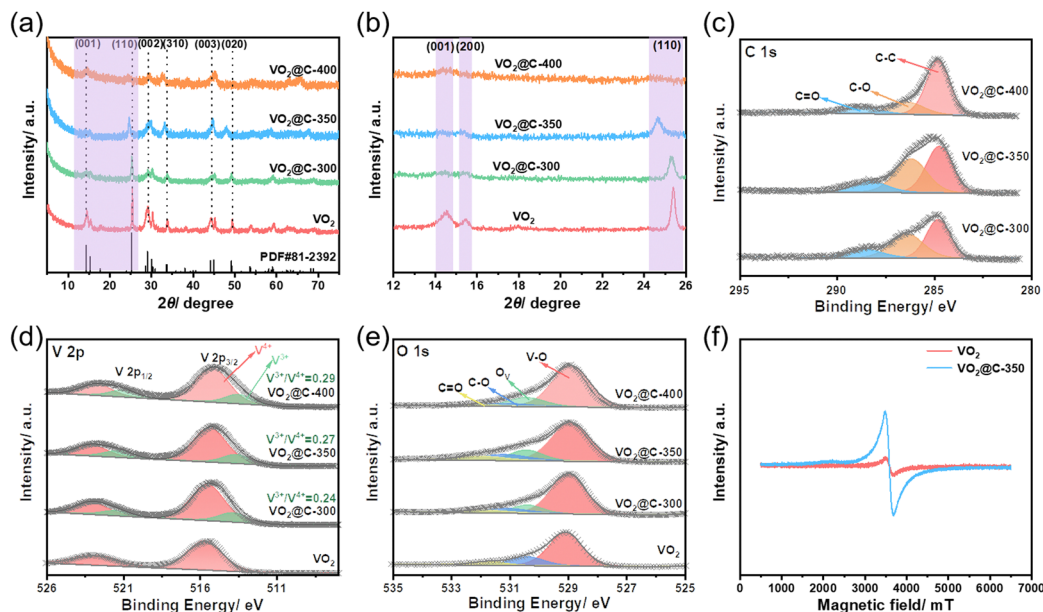 (a)
(001)
(110)
(002)
(310)
(003)
(020)
VO₂@C-400
VO₂@C-350
VO₂@C-300
VO₂
PDF#81-2392
Intensity/ a.u.
10 20 30 40 50 60 70
2θ/ degree
(b)
(001)
(200)
(110)
VO₂@C-400
VO₂@C-350
VO₂@C-300
VO₂
Intensity/ a.u.
12 14 16 18 20 22 24 26
2θ/ degree
(c)
C 1s
C-C
C-O
C=O
VO₂@C-400
VO₂@C-350
VO₂@C-300
Intensity/ a.u.
295 290 285 280
Binding Energy/ eV
(d)
V 2p
V 2p₃/₂
V⁴⁺
V³⁺
V 2p₁/₂
V³⁺/V⁴⁺=0.29
VO₂@C-400
V³⁺/V⁴⁺=0.27
VO₂@C-350
V³⁺/V⁴⁺=0.24
VO₂@C-300
VO₂
Intensity/ a.u.
526 521 516 511
Binding Energy/ eV
(e)
O 1s
V-O
Oᵥ
C-O
C=O
VO₂@C-400
VO₂@C-350
VO₂@C-300
VO₂
Intensity/ a.u.
535 533 531 529 527 525
Binding Energy/ eV
(f)
VO₂
VO₂@C-350
Intensity/ a.u.
0 1000 2000 3000 4000 5000 6000 7000
Magnetic field/ mT